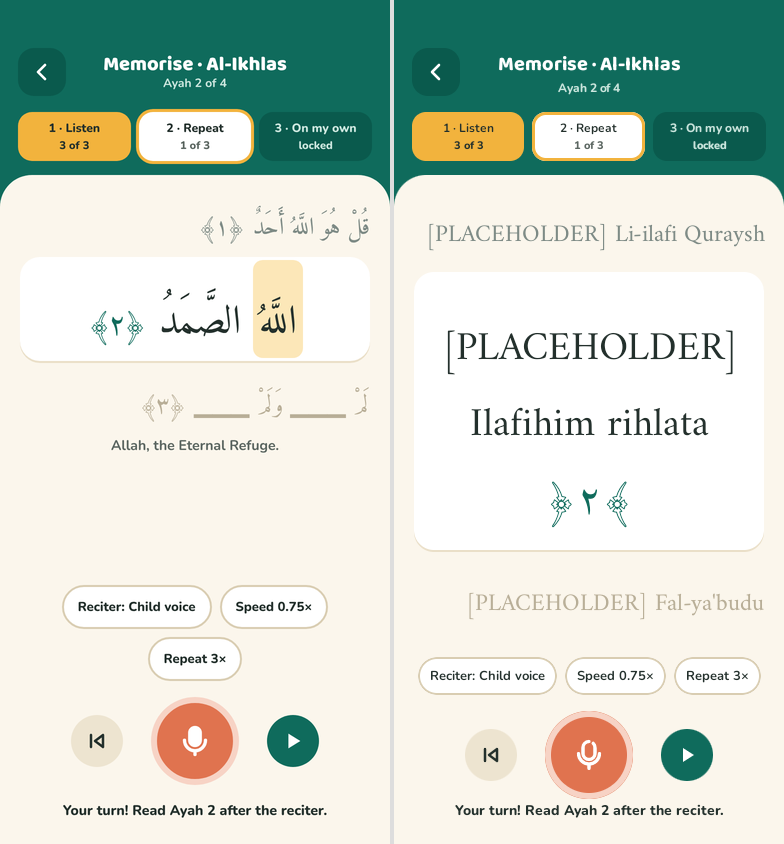 Memorise · Al-Ikhlas
Ayah 2 of 4
1 · Listen
3 of 3
2 · Repeat
1 of 3
3 · On my own
locked
قُلْ هُوَ اللَّهُ أَحَدٌ ﴿١﴾
اللَّهُ الصَّمَدُ ﴿٢﴾
لَمْ ____ وَلَمْ ____ ﴿٣﴾
Allah, the Eternal Refuge.
Reciter: Child voice
Speed 0.75×
Repeat 3×
Your turn! Read Ayah 2 after the reciter.
Memorise · Al-Ikhlas
Ayah 2 of 4
1 · Listen
3 of 3
2 · Repeat
1 of 3
3 · On my own
locked
[PLACEHOLDER] Li-ilafi Quraysh
[PLACEHOLDER]
Ilafihim rihlata
﴿٢﴾
[PLACEHOLDER] Fal-ya'budu
Reciter: Child voice
Speed 0.75×
Repeat 3×
Your turn! Read Ayah 2 after the reciter.